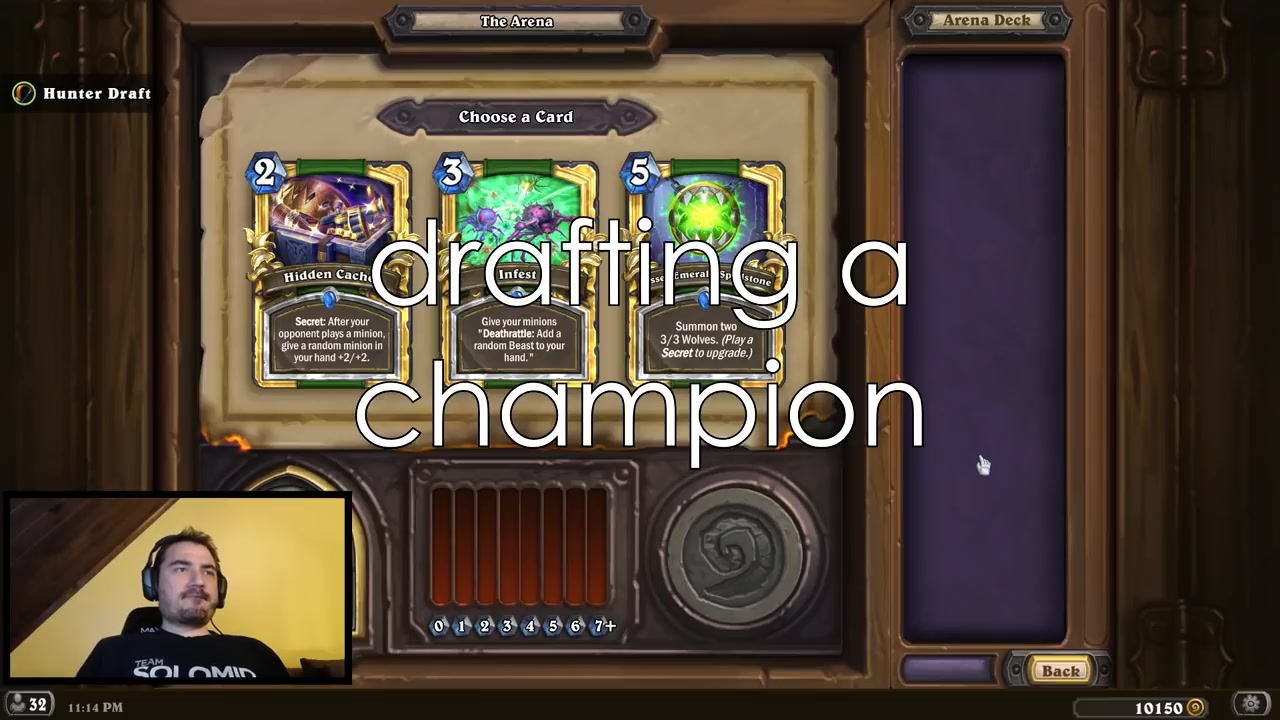 The Arena
Arena Deck
Hunter Draft
Choose a Card
2
3
5
Hidden Cache
Infest
Secret: After your
opponent plays a minion,
give a random minion in
your hand +2/+2.
Give your minions
"Deathrattle: Add a
random Beast to your
hand."
Summon two
3/3 Wolves. (Play a
Secret to upgrade.)
drafting a
champion
0 1 2 3 4 5 6 7+
TEAM
SOLOMID
Back
32
11:14 PM
10150